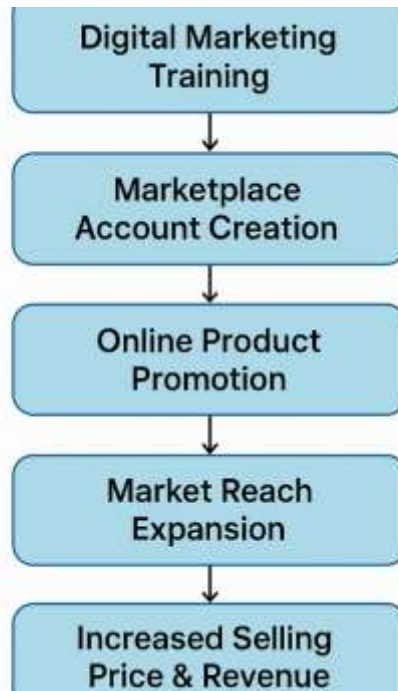 Digital Marketing
Training
Marketplace
Account Creation
Online Product
Promotion
Market Reach
Expansion
Increased Selling
Price & Revenue